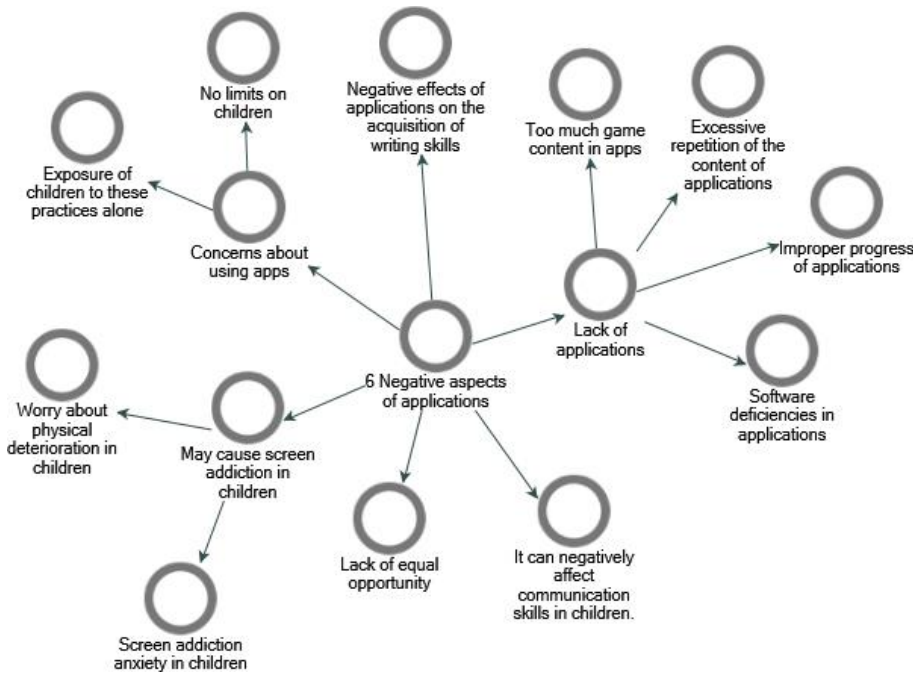 No limits on
children
Negative effects of
applications on the
acquisition of
writing skills
Too much game
content in apps
Excessive
repetition of the
content of
applications
Exposure of
children to these
practices alone
Concerns about
using apps
Improper progress
of applications
Lack of
applications
6 Negative aspects
of applications
Software
deficiencies in
applications
Worry about
physical
deterioration in
children
May cause screen
addiction in
children
Lack of equal
opportunity
It can negatively
affect
communication
skills in children.
Screen addiction
anxiety in children